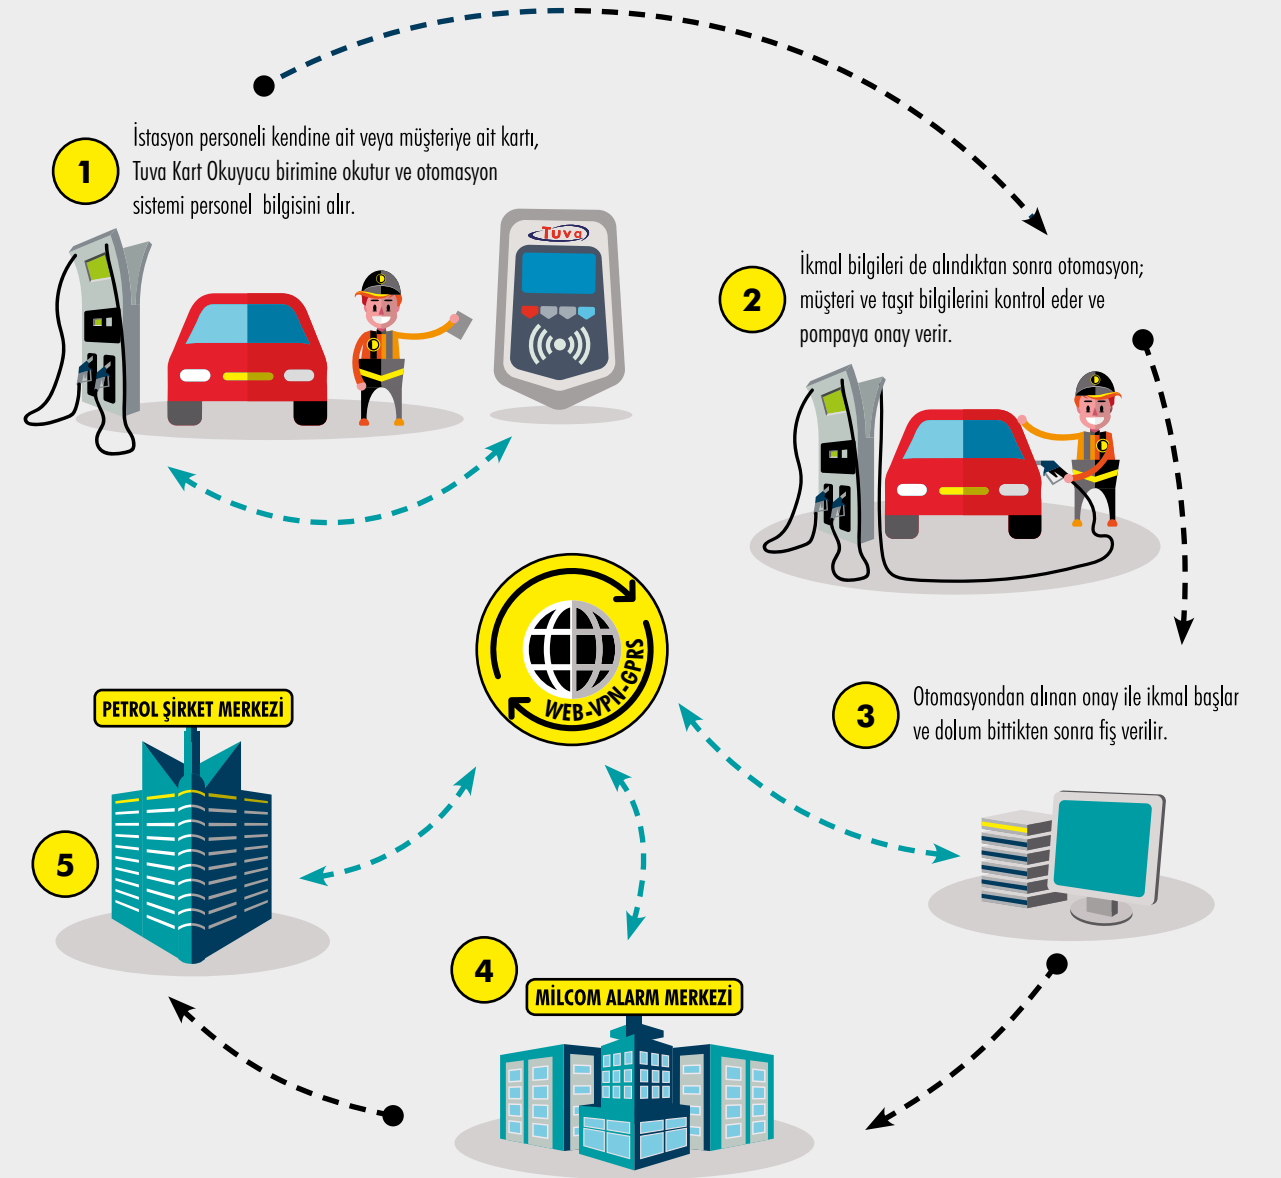 1
İstasyon personeli kendine ait veya müşteriye ait kartı,
Tuva Kart Okuyucu birimine okutur ve otomasyon
sistemi personel bilgisini alır.
Tuva
2
İkmal bilgileri de alındıktan sonra otomasyon;
müşteri ve taşıt bilgilerini kontrol eder ve
pompaya onay verir.
WEB-VPN-GPRS
3
Otomasyondan alınan onay ile ikmal başlar
ve dolum bittikten sonra fiş verilir.
PETROL ŞİRKET MERKEZİ
5
4
MİLCOM ALARM MERKEZİ